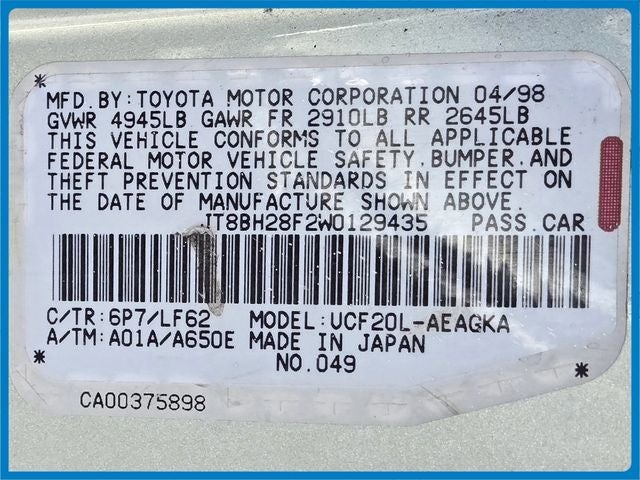 MFD. BY: TOYOTA MOTOR CORPORATION 04/98
GVWR 4945LB GAWR FR 2910LB RR 2645LB
THIS VEHICLE CONFORMS TO ALL APPLICABLE
FEDERAL MOTOR VEHICLE SAFETY, BUMPER, AND
THEFT PREVENTION STANDARDS IN EFFECT ON
THE DATE OF MANUFACTURE SHOWN ABOVE.
JT8BH28F2W0129435 PASS. CAR
C/TR: 6P7/LF62 MODEL: UCF20L-AEAGKA
A/TM: A01A/A650E MADE IN JAPAN
NO. 049
CA00375898